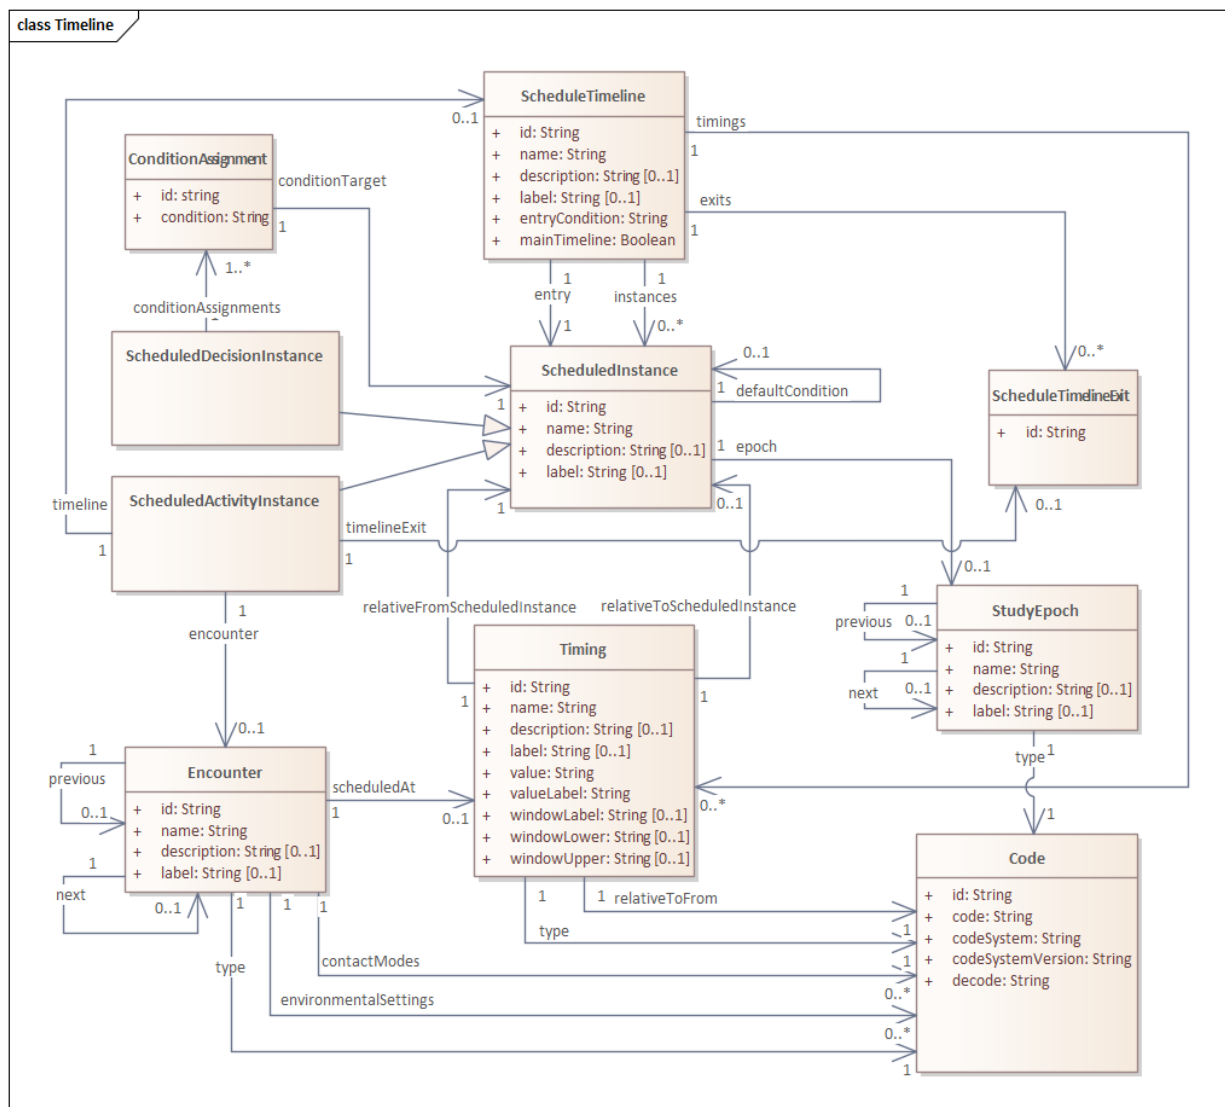 class Timeline
ScheduleTimeline
+ id: String
+ name: String
+ description: String [0..1]
+ label: String [0..1]
+ entryCondition: String
+ mainTimeline: Boolean
0..1
timings
1
exits
1
ConditionAssignment
+ id: string
+ condition: String
conditionTarget
1
1..*
conditionAssignments
1
entry
1
1
instances
0..*
ScheduledDecisionInstance
ScheduledInstance
+ id: String
+ name: String
+ description: String [0..1]
+ label: String [0..1]
1
0..1
1
defaultCondition
1
epoch
0..*
ScheduleTimelineExit
+ id: String
0..1
ScheduledActivityInstance
timeline
1
timelineExit
1
1
0..1
0..1
relativeFromScheduledInstance
relativeToScheduledInstance
1
encounter
0..1
StudyEpoch
+ id: String
+ name: String
+ description: String [0..1]
+ label: String [0..1]
1
previous
0..1
1
next
0..1
type
1
1
Timing
+ id: String
+ name: String
+ description: String [0..1]
+ label: String [0..1]
+ value: String
+ valueLabel: String
+ windowLabel: String [0..1]
+ windowLower: String [0..1]
+ windowUpper: String [0..1]
1
1
0..*
Encounter
+ id: String
+ name: String
+ description: String [0..1]
+ label: String [0..1]
1
previous
0..1
1
next
0..1
scheduledAt
1
0..1
Code
+ id: String
+ code: String
+ codeSystem: String
+ codeSystemVersion: String
+ decode: String
1
relativeToFrom
1
1
type
1
1
contactModes
0..*
1
environmentalSettings
0..*
1
type
1